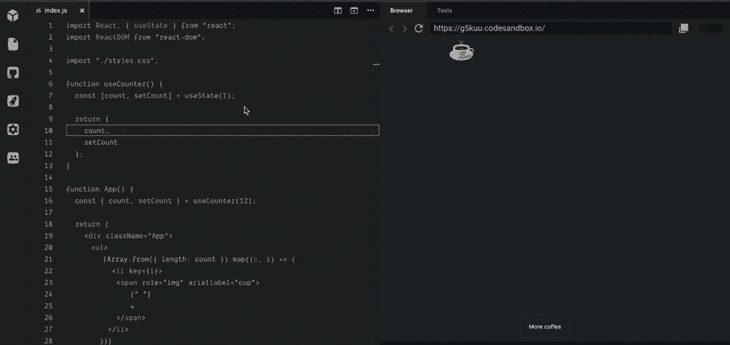 index.js
1 import React, { useState } from "react";
2 import ReactDOM from "react-dom";
3
4 import "./styles.css";
5
6 function useCounter() {
7 const [count, setCount] = useState(1);
8
9 return {
10 count,
11 setCount
12 };
13 }
14
15 function App() {
16 const { count, setCount } = useCounter(12);
17
18 return (
19 <div className="App">
20 <ul>
21 {Array.from({ length: count }).map((c, i) => (
22 <li key={i}>
23 <span role="img" ariallabel="cup">
24 {" "}
25
26 </span>
27 </li>
28 ))}
Browser Tests
https://g5kuu.codesandbox.io/
More coffee